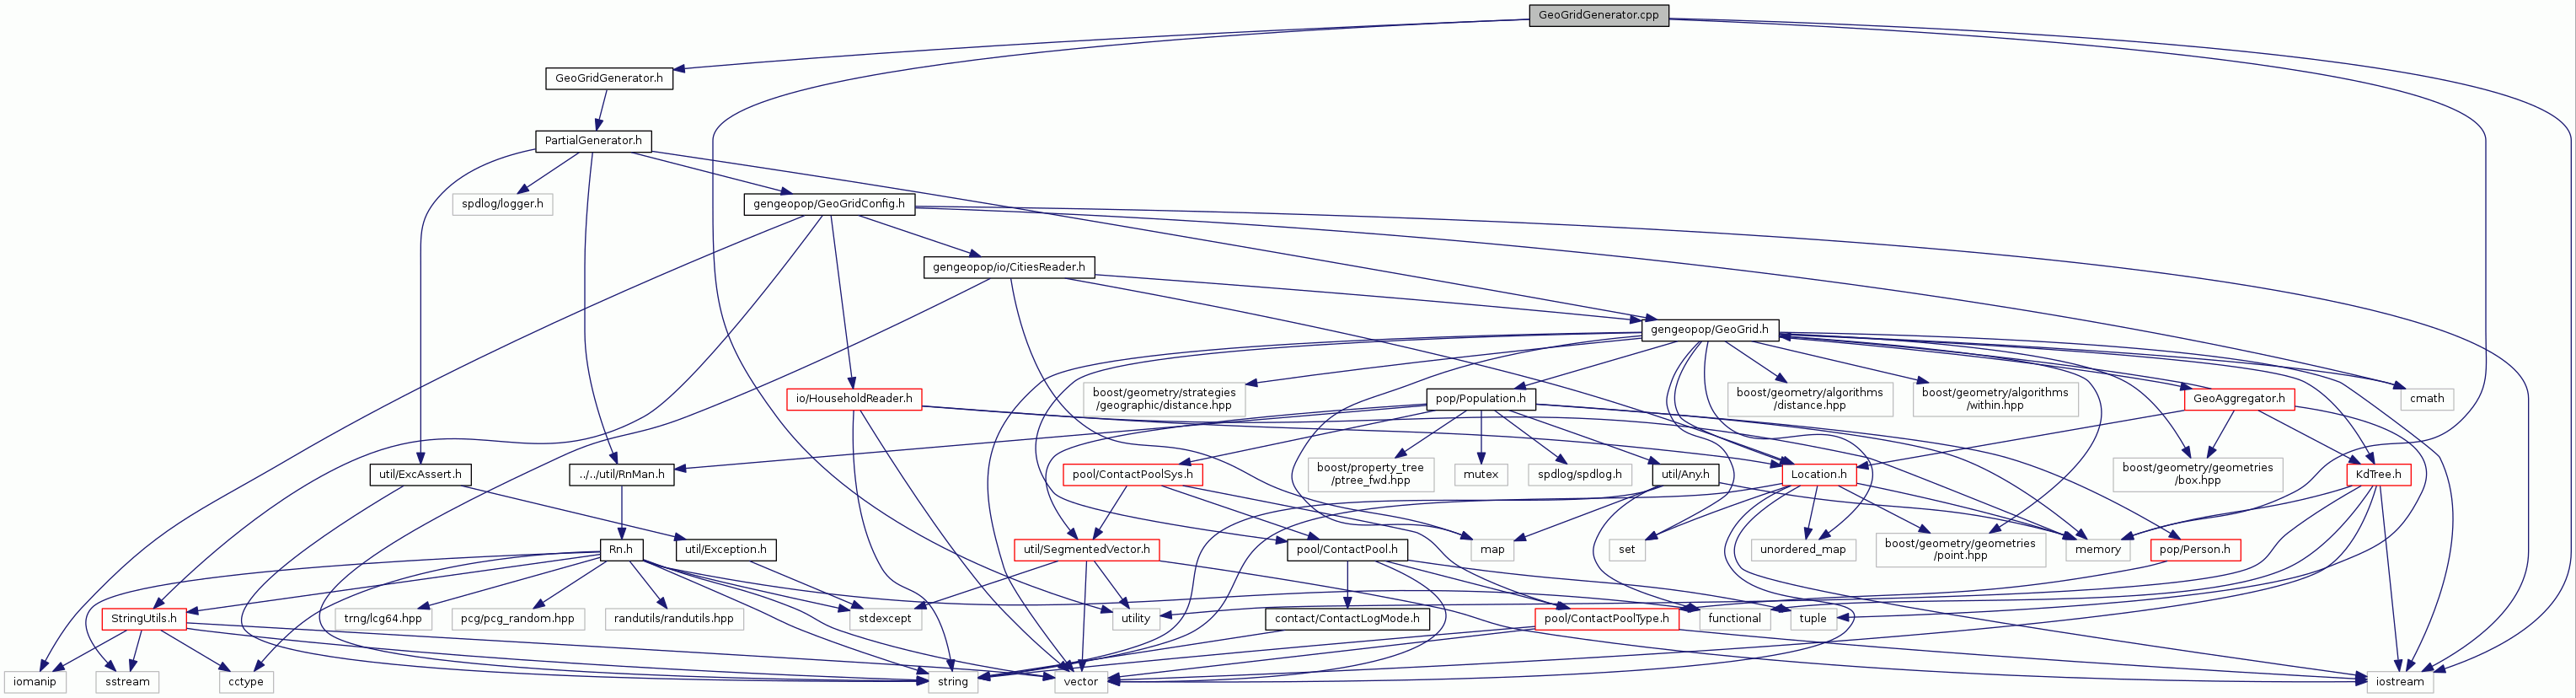 GeoGridGenerator.cpp
GeoGridGenerator.h
PartialGenerator.h
spdlog/logger.h
gengeopop/GeoGridConfig.h
gengeopop/io/CitiesReader.h
gengeopop/GeoGrid.h
io/HouseholdReader.h
boost/geometry/strategies
/geographic/distance.hpp
pop/Population.h
boost/geometry/algorithms
/distance.hpp
boost/geometry/algorithms
/within.hpp
GeoAggregator.h
cmath
util/ExcAssert.h
../../util/RnMan.h
pool/ContactPoolSys.h
boost/property_tree
/ptree_fwd.hpp
mutex
spdlog/spdlog.h
util/Any.h
Location.h
boost/geometry/geometries
/box.hpp
KdTree.h
Rn.h
util/Exception.h
util/SegmentedVector.h
pool/ContactPool.h
map
set
unordered_map
boost/geometry/geometries
/point.hpp
memory
pop/Person.h
StringUtils.h
trng/lcg64.hpp
pcg/pcg_random.hpp
randutils/randutils.hpp
stdexcept
utility
contact/ContactLogMode.h
pool/ContactPoolType.h
functional
tuple
iomanip
sstream
cctype
string
vector
iostream